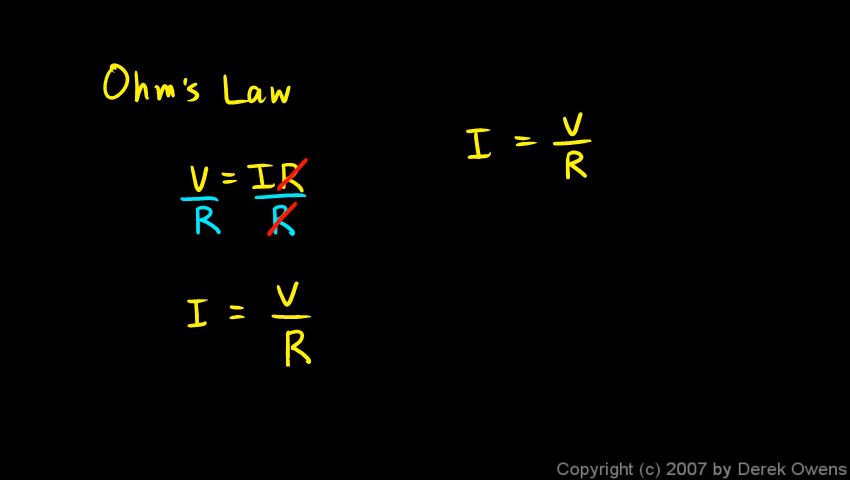 Ohm's Law
V/R = IR/R
I = V/R
I = V/R
Copyright (c) 2007 by Derek Owens